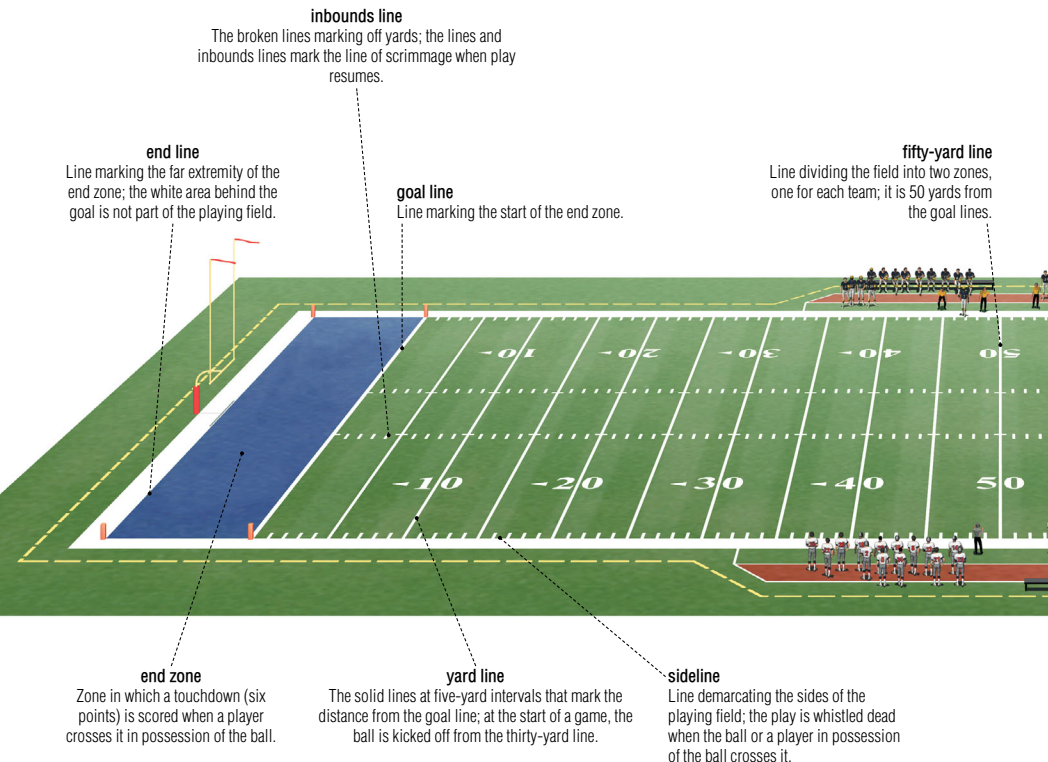 inbounds line
The broken lines marking off yards; the lines and
inbounds lines mark the line of scrimmage when play
resumes.
end line
Line marking the far extremity of the
end zone; the white area behind the
goal is not part of the playing field.
goal line
Line marking the start of the end zone.
fifty-yard line
Line dividing the field into two zones,
one for each team; it is 50 yards from
the goal lines.
10 20 30 40 50
10 20 30 40 50
end zone
Zone in which a touchdown (six
points) is scored when a player
crosses it in possession of the ball.
yard line
The solid lines at five-yard intervals that mark the
distance from the goal line; at the start of a game, the
ball is kicked off from the thirty-yard line.
sideline
Line demarcating the sides of the
playing field; the play is whistled dead
when the ball or a player in possession
of the ball crosses it.